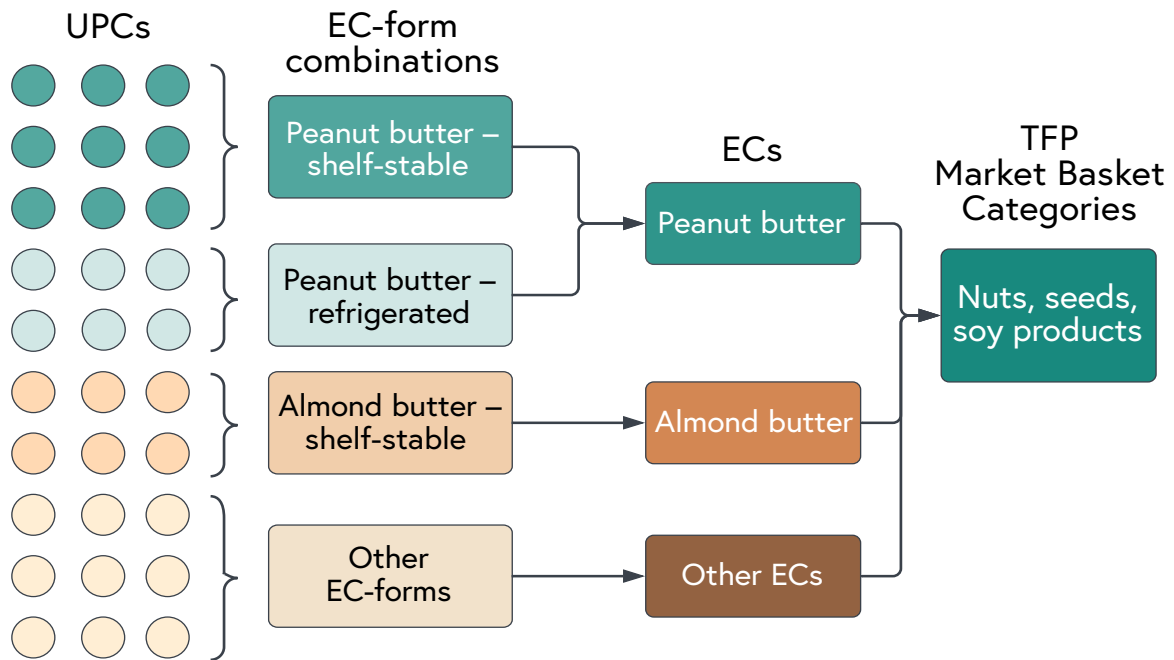 UPCs
EC-form
combinations
ECs
TFP
Market Basket
Categories
Peanut butter –
shelf-stable
Peanut butter –
refrigerated
Almond butter –
shelf-stable
Other
EC-forms
Peanut butter
Almond butter
Other ECs
Nuts, seeds,
soy products